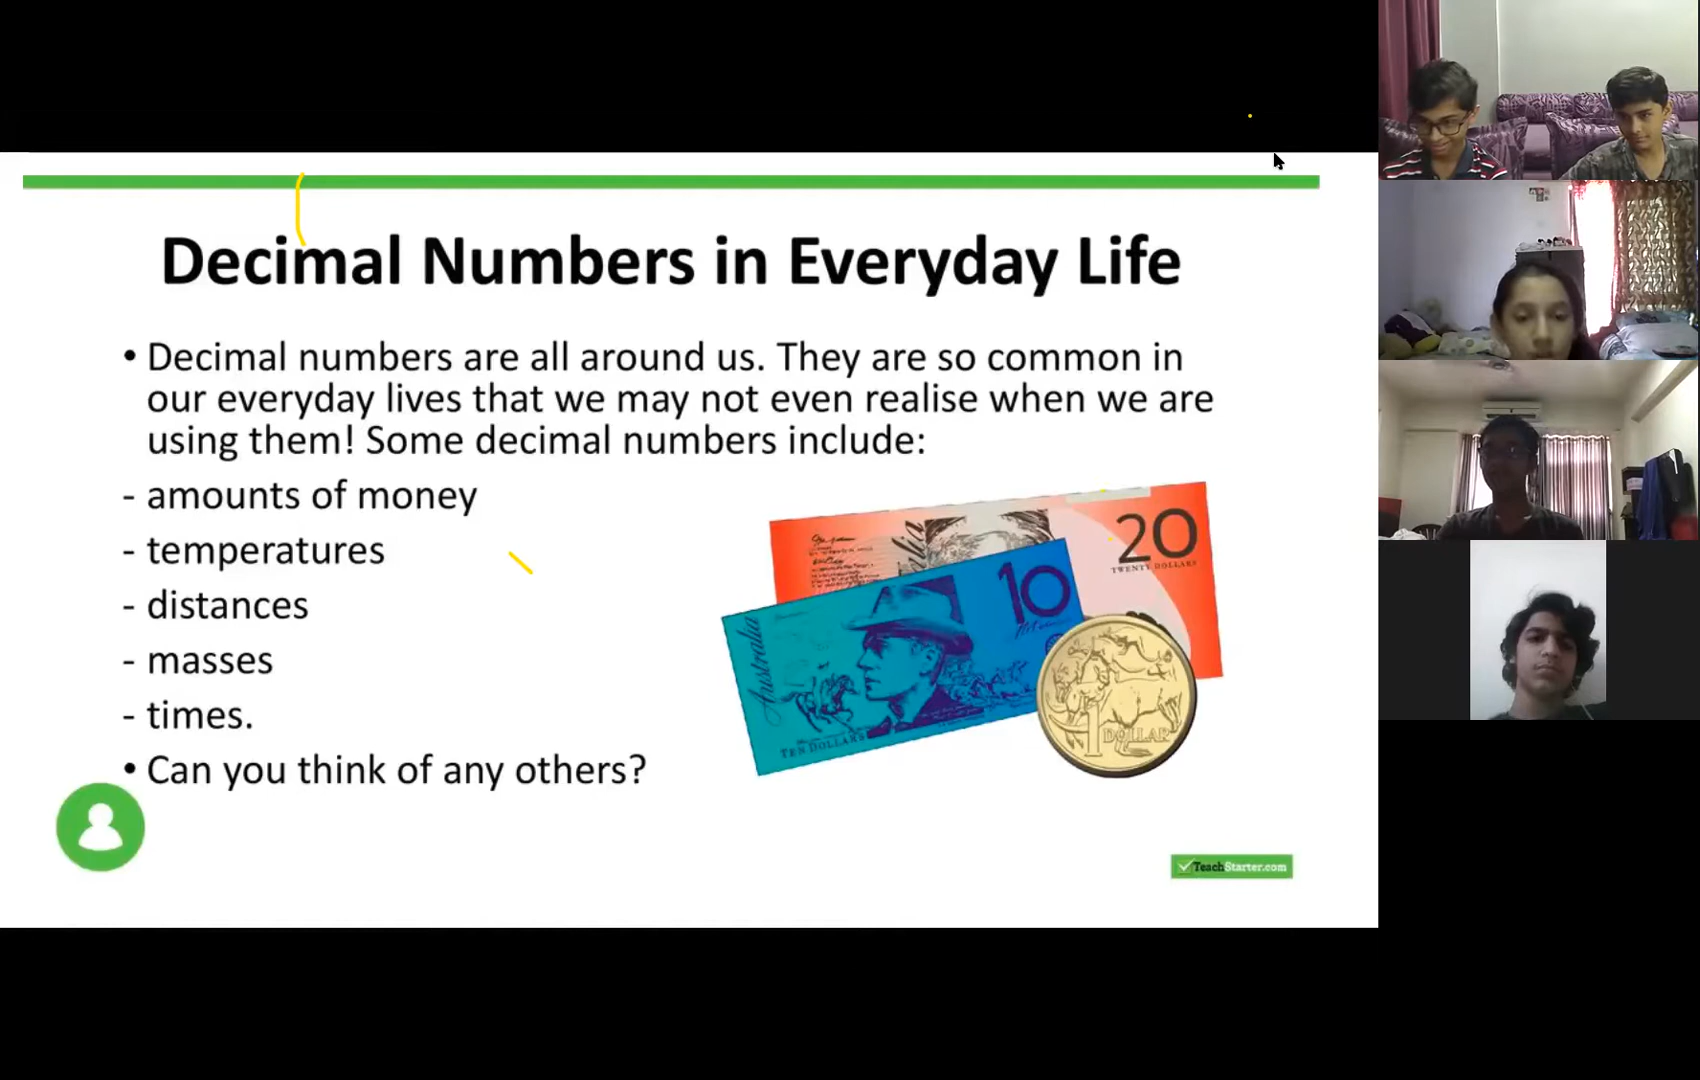 Decimal Numbers in Everyday Life
• Decimal numbers are all around us. They are so common in
our everyday lives that we may not even realise when we are
using them! Some decimal numbers include:
- amounts of money
- temperatures
- distances
- masses
- times.
• Can you think of any others?
20
TWENTY DOLLARS
10
Australia
TEN DOLLARS
1
DOLLAR
TeachStarter.com